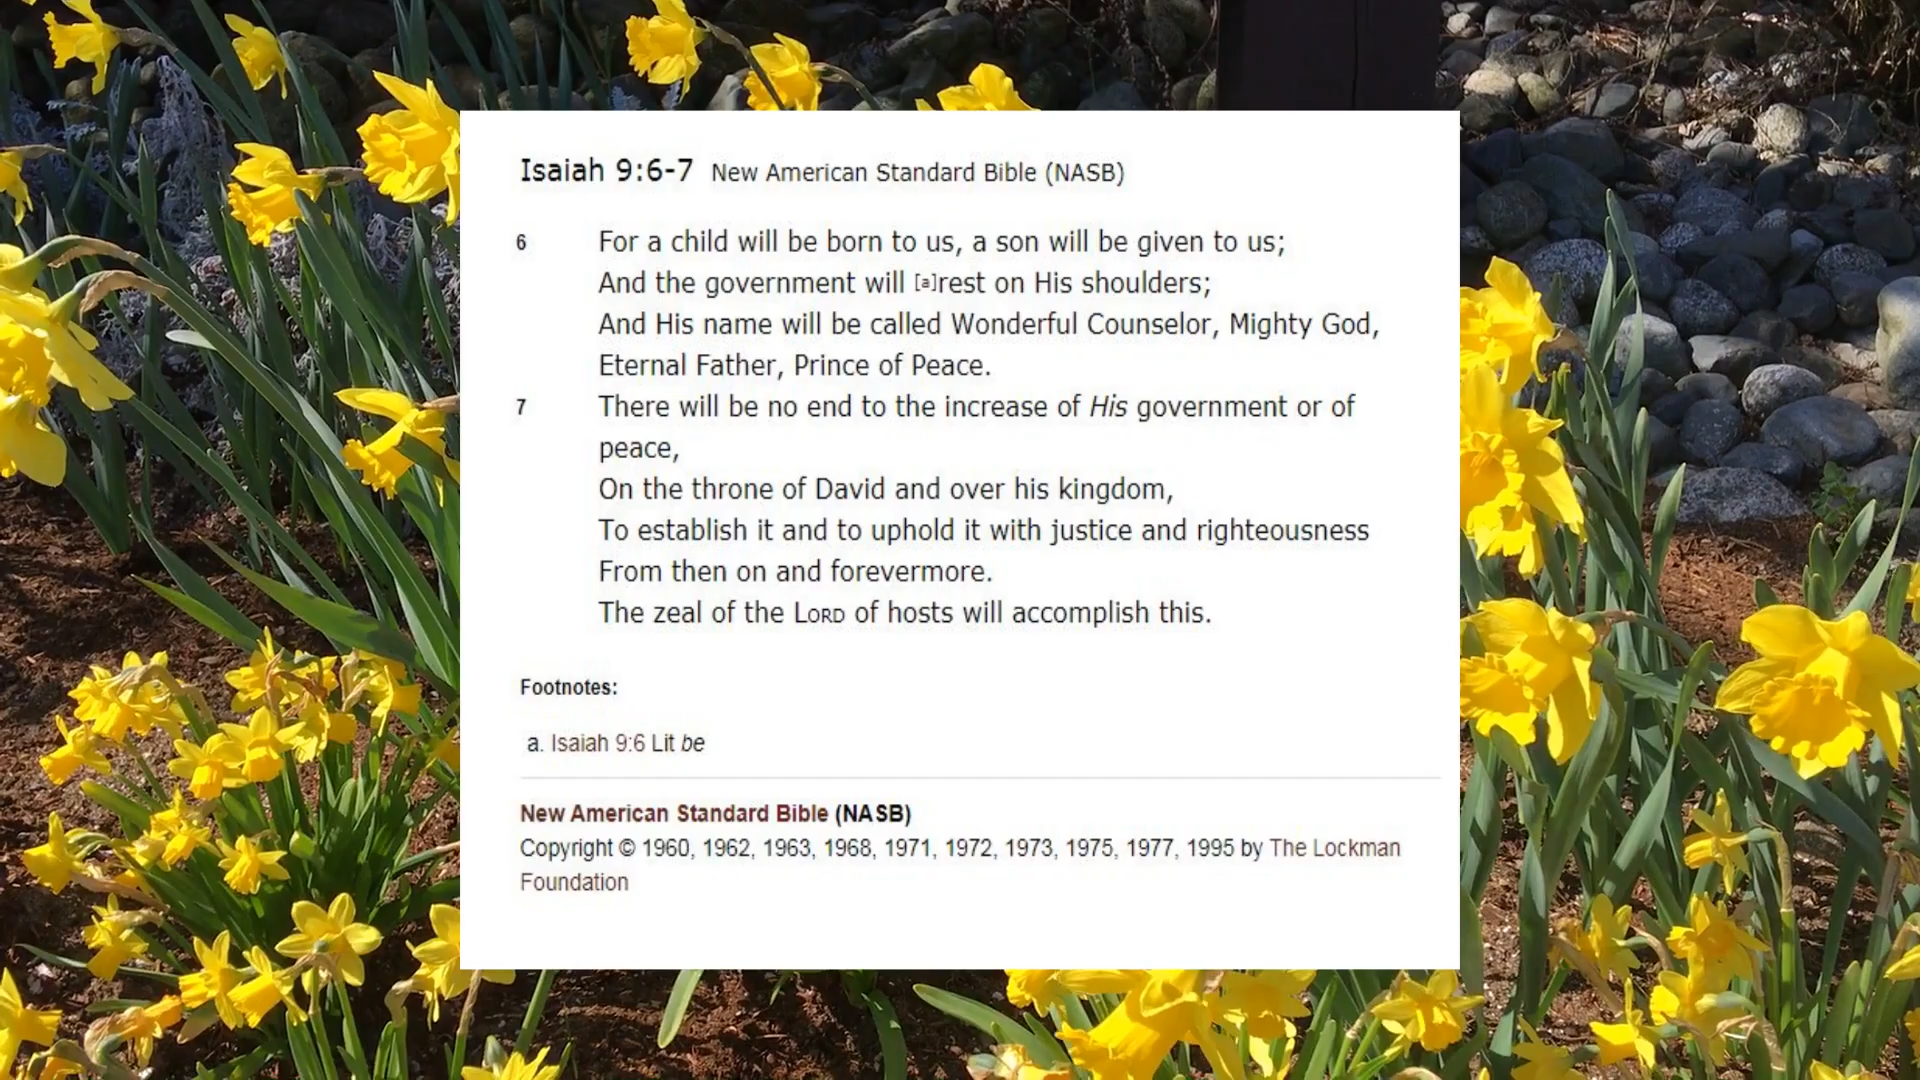 Isaiah 9:6-7 New American Standard Bible (NASB)
6 For a child will be born to us, a son will be given to us;
And the government will [a]rest on His shoulders;
And His name will be called Wonderful Counselor, Mighty God,
Eternal Father, Prince of Peace.
7 There will be no end to the increase of His government or of
peace,
On the throne of David and over his kingdom,
To establish it and to uphold it with justice and righteousness
From then on and forevermore.
The zeal of the LORD of hosts will accomplish this.
Footnotes:
a. Isaiah 9:6 Lit be
New American Standard Bible (NASB)
Copyright © 1960, 1962, 1963, 1968, 1971, 1972, 1973, 1975, 1977, 1995 by The Lockman
Foundation